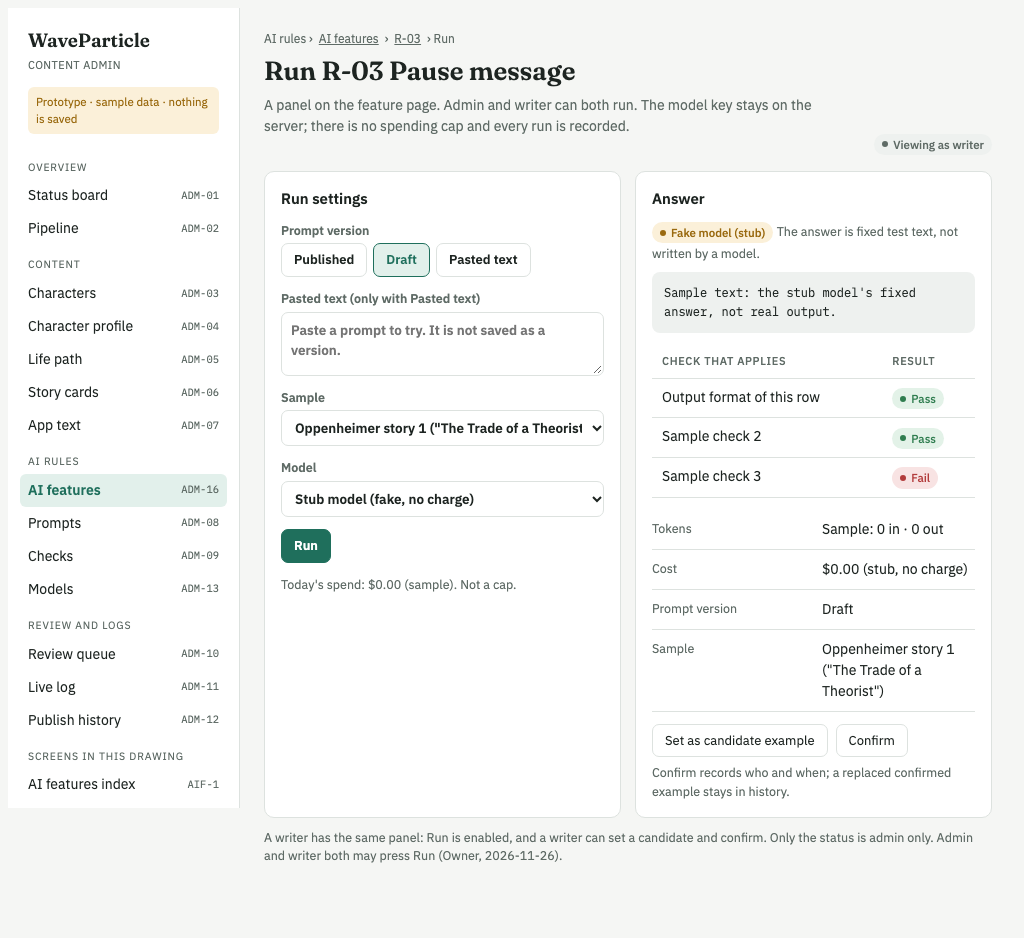 WaveParticle
CONTENT ADMIN
Prototype · sample data · nothing
is saved
OVERVIEW
Status board ADM-01
Pipeline ADM-02
CONTENT
Characters ADM-03
Character profile ADM-04
Life path ADM-05
Story cards ADM-06
App text ADM-07
AI RULES
AI features ADM-16
Prompts ADM-08
Checks ADM-09
Models ADM-13
REVIEW AND LOGS
Review queue ADM-10
Live log ADM-11
Publish history ADM-12
SCREENS IN THIS DRAWING
AI features index AIF-1
AI rules › AI features › R-03 › Run
Run R-03 Pause message
A panel on the feature page. Admin and writer can both run. The model key stays on the
server; there is no spending cap and every run is recorded.
Viewing as writer
Run settings
Prompt version
Published Draft Pasted text
Pasted text (only with Pasted text)
Paste a prompt to try. It is not saved as a
version.
Sample
Oppenheimer story 1 ("The Trade of a Theorist
Model
Stub model (fake, no charge)
Run
Today's spend: $0.00 (sample). Not a cap.
Answer
Fake model (stub) The answer is fixed test text, not
written by a model.
Sample text: the stub model's fixed
answer, not real output.
CHECK THAT APPLIES RESULT
Output format of this row Pass
Sample check 2 Pass
Sample check 3 Fail
Tokens Sample: 0 in · 0 out
Cost $0.00 (stub, no charge)
Prompt version Draft
Sample Oppenheimer story 1
("The Trade of a
Theorist")
Set as candidate example Confirm
Confirm records who and when; a replaced confirmed
example stays in history.
A writer has the same panel: Run is enabled, and a writer can set a candidate and confirm. Only the status is admin only. Admin
and writer both may press Run (Owner, 2026-11-26).